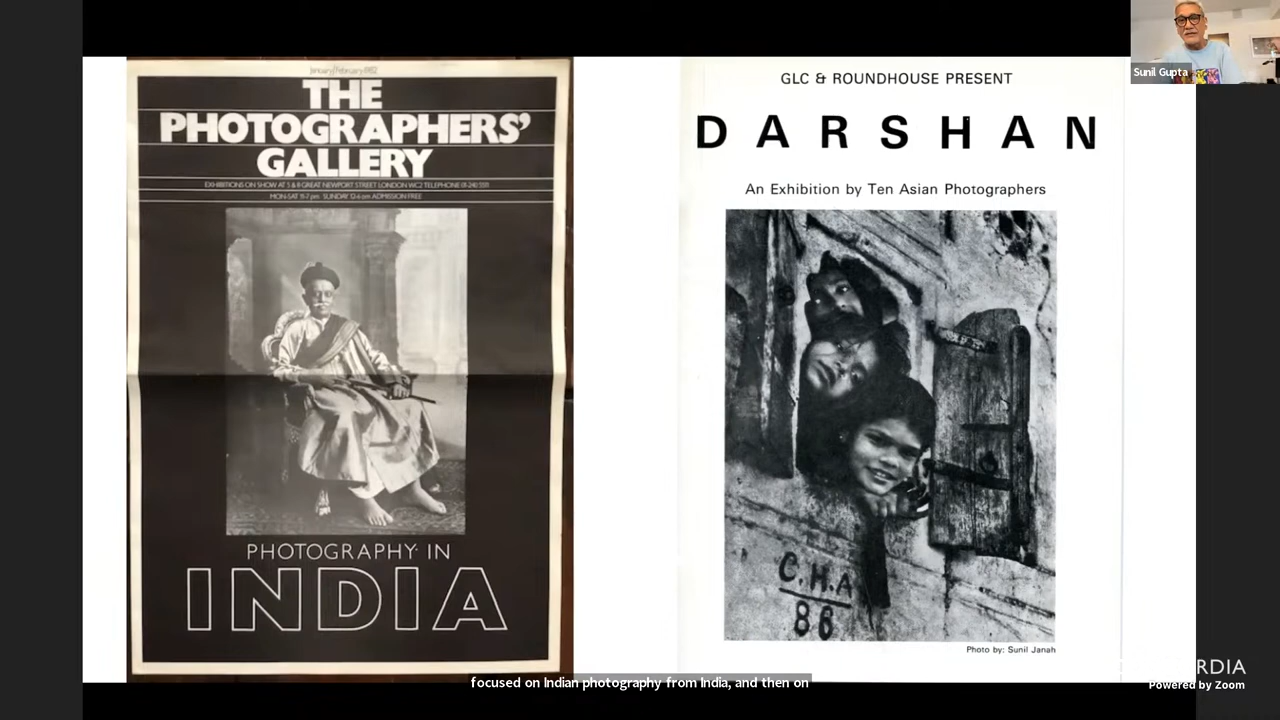 January/February 1982
THE
PHOTOGRAPHERS'
GALLERY
EXHIBITIONS ON SHOW AT 5 & 8 GREAT NEWPORT STREET LONDON WC2 TELEPHONE 01-240 5511
MON-SAT 11-7 pm SUNDAY 12-6 pm ADMISSION FREE
PHOTOGRAPHY IN
INDIA
GLC & ROUNDHOUSE PRESENT
DARSHAN
An Exhibition by Ten Asian Photographers
C.H.A
86
Photo by: Sunil Janah
Sunil Gupta
focused on Indian photography from India, and then on
RDIA
Powered by Zoom